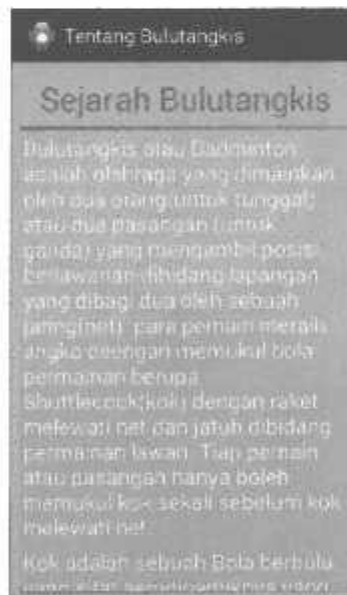 Tentang Bulutangkis
Sejarah Bulutangkis
Bulutangkis atau Badminton
adalah olahraga yang dimainkan
oleh dua orang(untuk tunggal)
atau dua pasangan (untuk
ganda) yang mengambil posisi
berlawanan dibidang lapangan
yang dibagi dua oleh sebuah
jaring(net). para pemain meraih
angka deengan memukul bola
permainan berupa
Shuttlecock(kok) dengan raket
melewati net dan jatuh dibidang
permainan lawan. Tiap pemain
atau pasangan hanya boleh
memukul kok sekali sebelum kok
melewati net.
Kok adalah sebuah Bola berbulu
yang